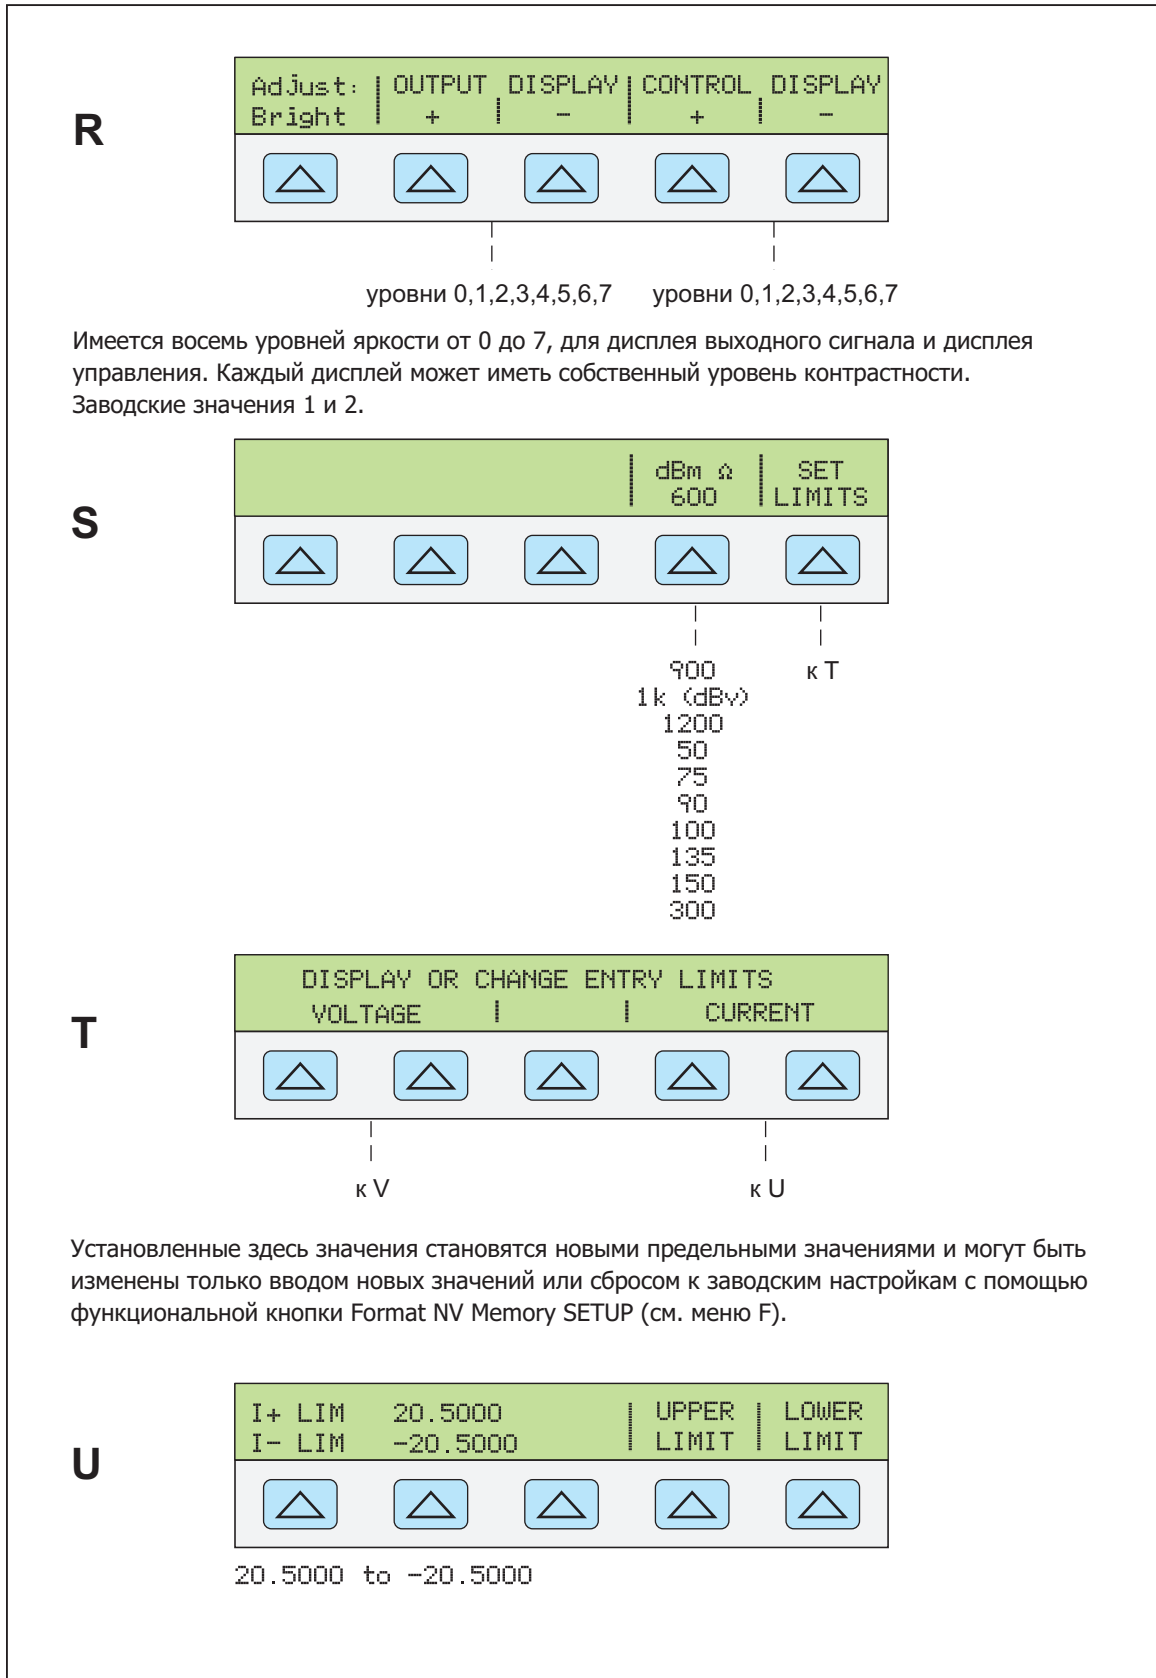 R
Adjust: OUTPUT DISPLAY CONTROL DISPLAY
Bright + − + −
уровни 0,1,2,3,4,5,6,7 уровни 0,1,2,3,4,5,6,7
Имеется восемь уровней яркости от 0 до 7, для дисплея выходного сигнала и дисплея
управления. Каждый дисплей может иметь собственный уровень контрастности.
Заводские значения 1 и 2.
S
dBm Ω SET
600 LIMITS
900 к T
1k (dBv)
1200
50
75
90
100
135
150
300
T
DISPLAY OR CHANGE ENTRY LIMITS
VOLTAGE CURRENT
к V к U
Установленные здесь значения становятся новыми предельными значениями и могут быть
изменены только вводом новых значений или сбросом к заводским настройкам с помощью
функциональной кнопки Format NV Memory SETUP (см. меню F).
U
I+ LIM 20.5000 UPPER LOWER
I− LIM −20.5000 LIMIT LIMIT
20.5000 to −20.5000